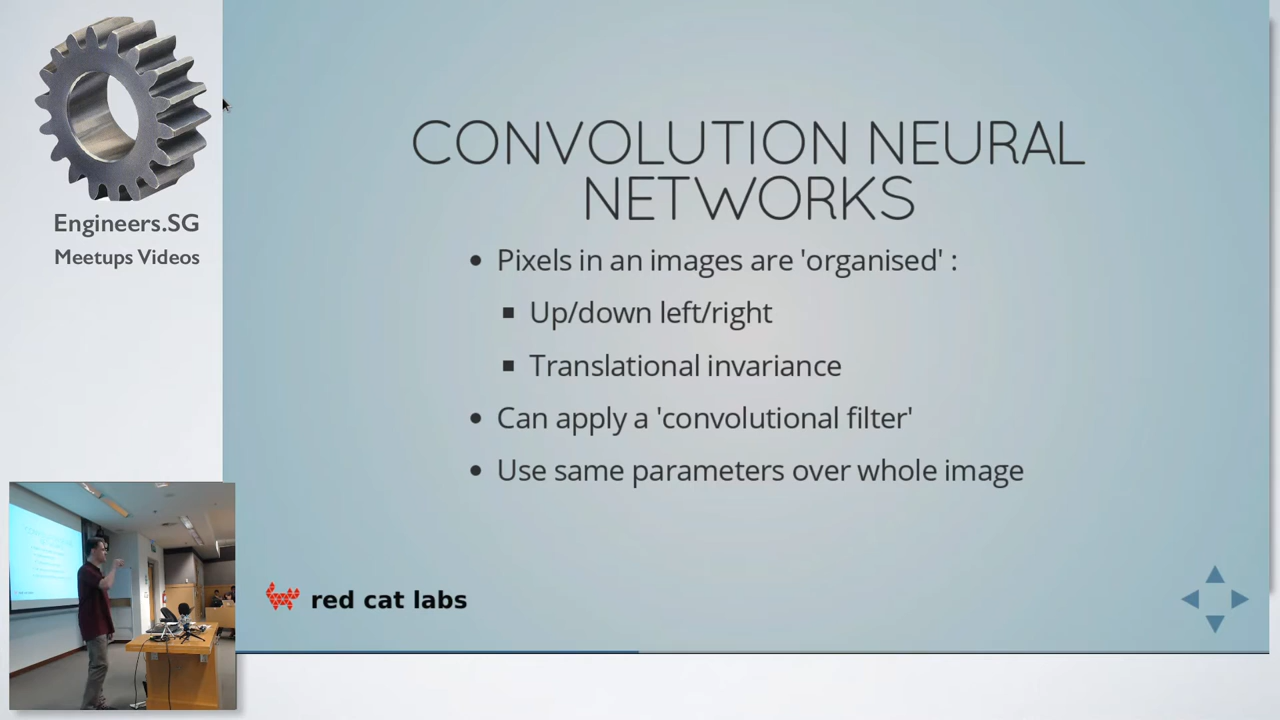 Engineers.SG
Meetups Videos
CONVOLUTION NEURAL
NETWORKS
• Pixels in an images are 'organised' :
▪ Up/down left/right
▪ Translational invariance
• Can apply a 'convolutional filter'
• Use same parameters over whole image
red cat labs